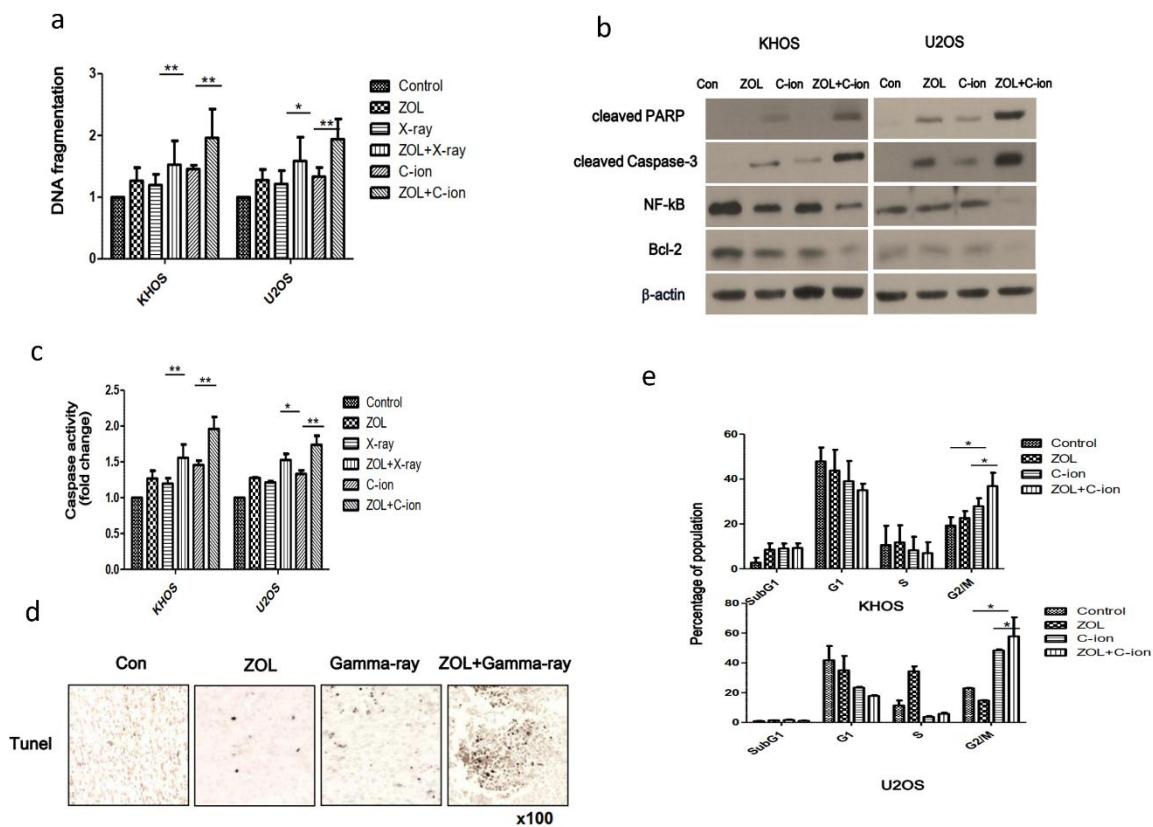 a
DNA fragmentation
3
2
1
0
**
**
*
**
KHOS
U2OS
Control
ZOL
X-ray
ZOL+X-ray
C-ion
ZOL+C-ion
b
KHOS U2OS
Con ZOL C-ion ZOL+C-ion Con ZOL C-ion ZOL+C-ion
cleaved PARP
cleaved Caspase-3
NF-kB
Bcl-2
β-actin
c
Caspase activity
(fold change)
2.5
2.0
1.5
1.0
0.5
0.0
**
**
*
**
KHOS
U2OS
Control
ZOL
X-ray
ZOL+X-ray
C-ion
ZOL+C-ion
d
Con ZOL Gamma-ray ZOL+Gamma-ray
Tunel
x100
e
Percentage of population
60
40
20
0
*
*
SubG1 G1 S G2/M
KHOS
Control
ZOL
C-ion
ZOL+C-ion
80
60
40
20
0
*
*
SubG1 G1 S G2/M
U2OS
Control
ZOL
C-ion
ZOL+C-ion